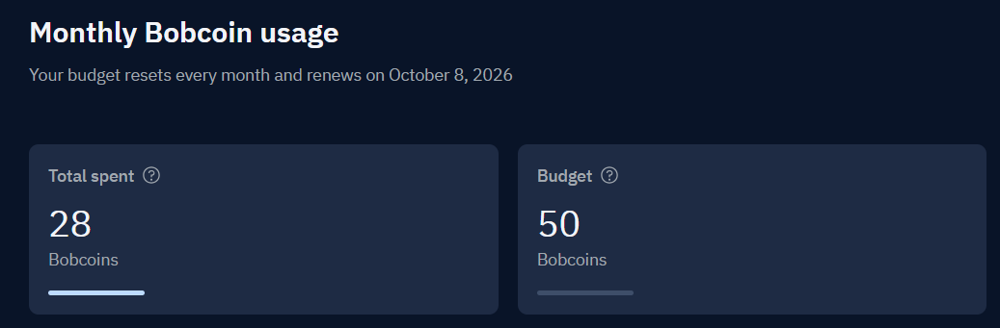 Monthly Bobcoin usage
Your budget resets every month and renews on October 8, 2026
Total spent ?
28
Bobcoins
Budget ?
50
Bobcoins